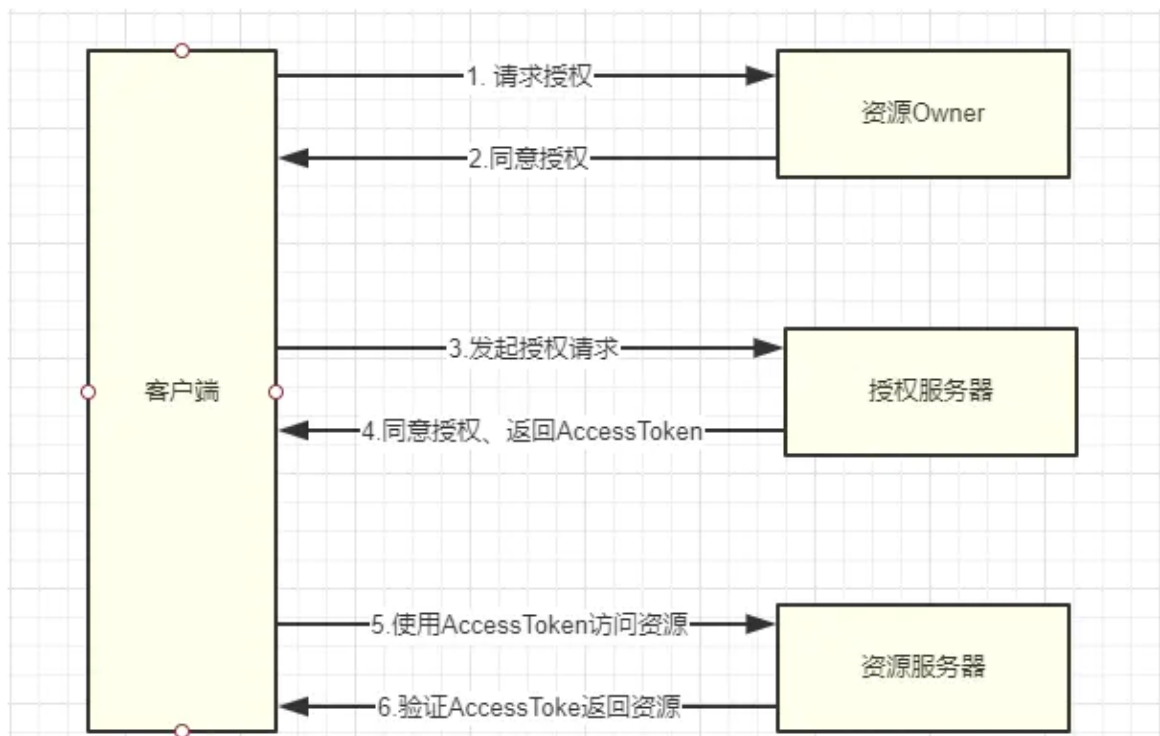 1. 请求授权
资源Owner
2.同意授权
3.发起授权请求
客户端
授权服务器
4.同意授权、返回AccessToken
5.使用AccessToken访问资源
资源服务器
6.验证AccessToke返回资源